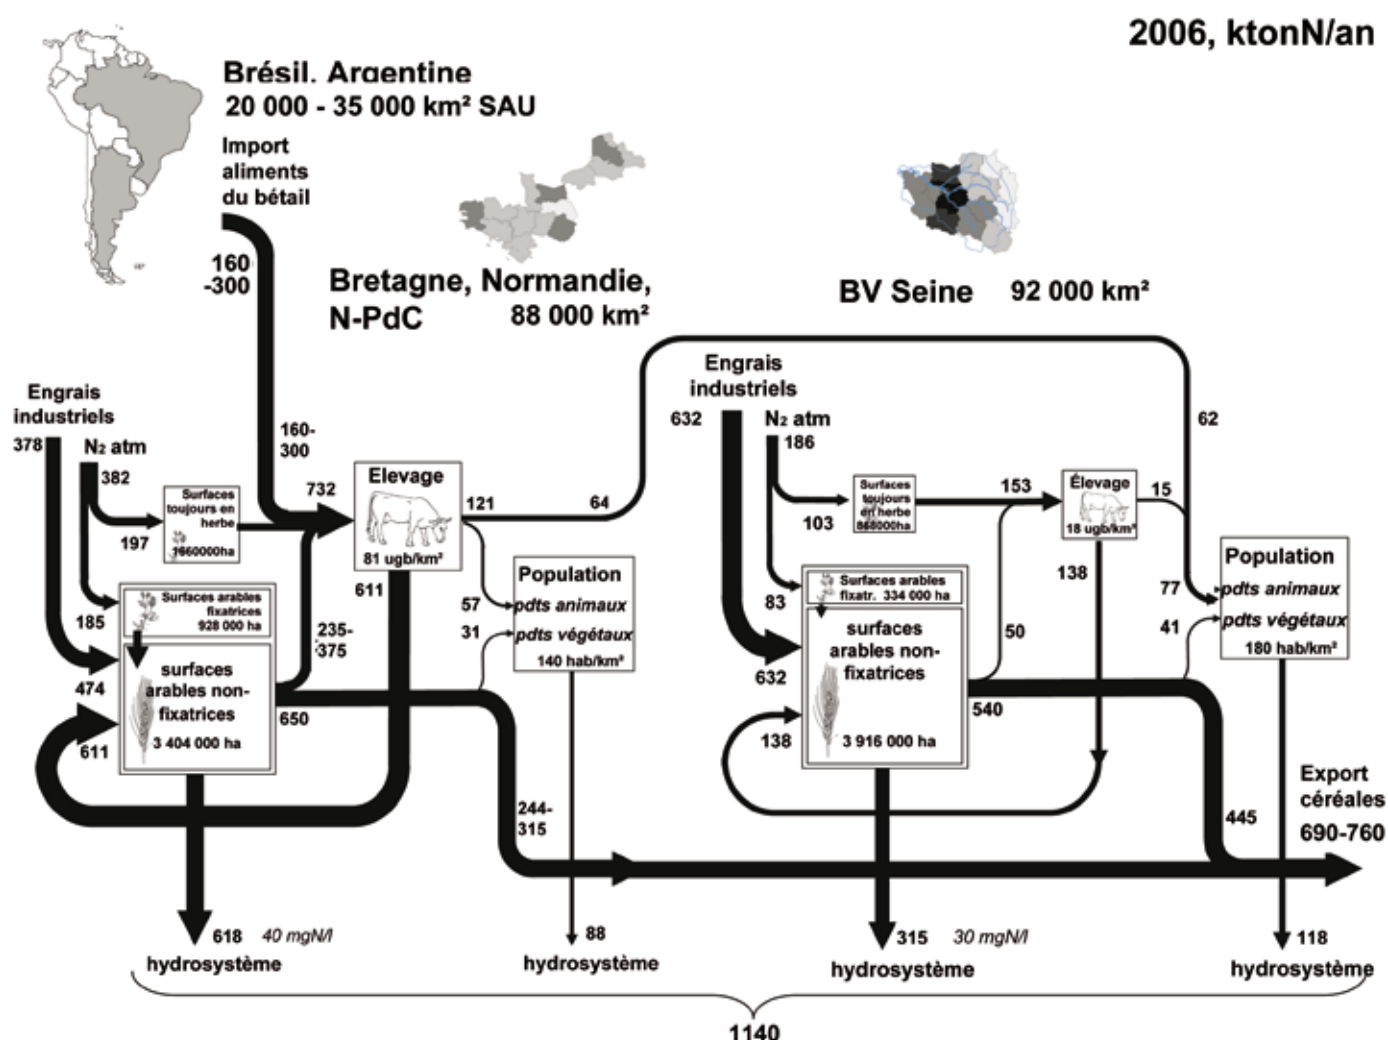 2006, ktonN/an
Brésil, Argentine
20 000 - 35 000 km² SAU
Import
aliments
du bétail
160
-300
Bretagne, Normandie,
N-PdC
88 000 km²
BV Seine
92 000 km²
Engrais
industriels
378
N₂ atm
382
197
185
474
611
Surfaces
toujours en
herbe
1660000ha
Surfaces arables
fixatrices
928 000 ha
surfaces
arables non-
fixatrices
3 404 000 ha
160-
300
732
235-
375
650
Elevage
81 ugb/km²
611
121
64
57
31
Population
pdts animaux
pdts végétaux
140 hab/km²
244-
315
618
40 mgN/l
hydrosystème
88
hydrosystème
Engrais
industriels
632
N₂ atm
186
103
83
632
138
Surfaces
toujours
en herbe
868000ha
Surfaces arables
fixatr. 334 000 ha
surfaces
arables non-
fixatrices
3 916 000 ha
153
50
540
Élevage
18 ugb/km²
138
15
62
77
41
Population
pdts animaux
pdts végétaux
180 hab/km²
445
Export
céréales
690-760
315
30 mgN/l
hydrosystème
118
hydrosystème
1140